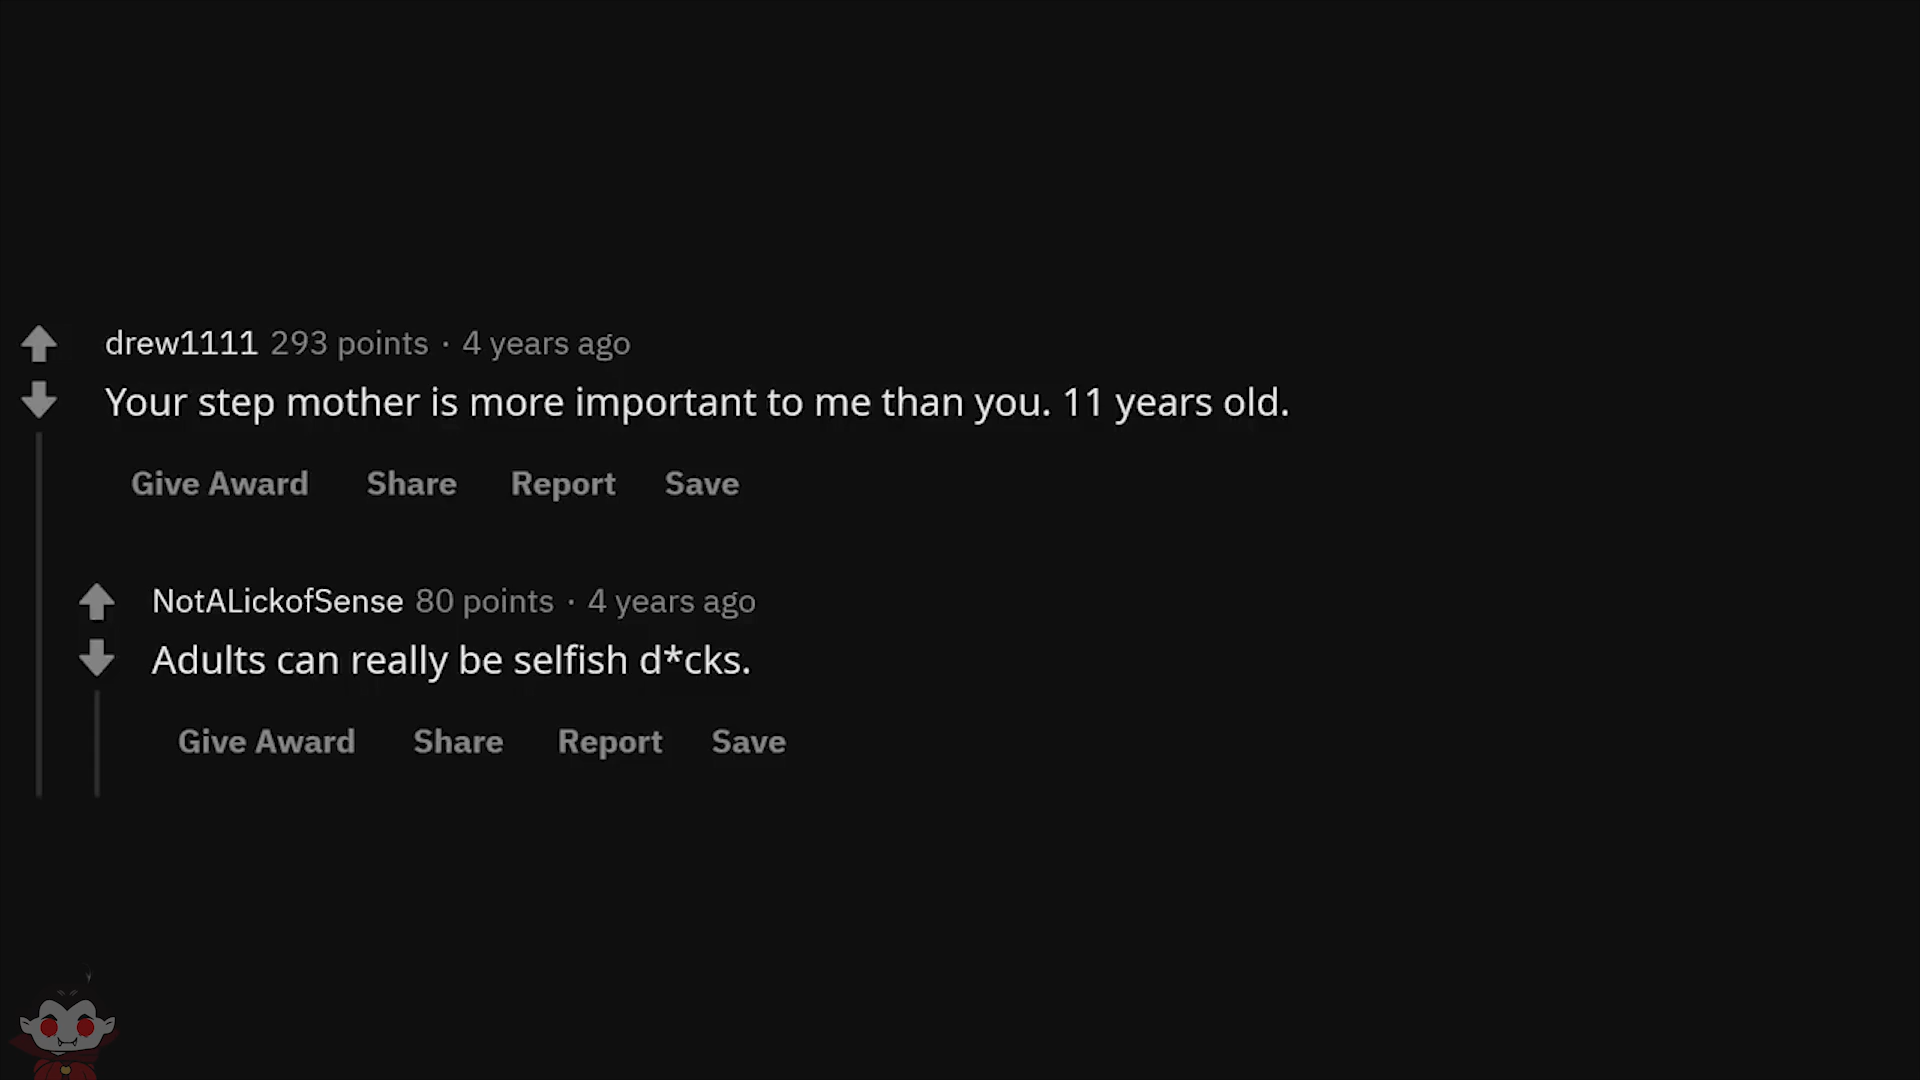 drew1111 293 points · 4 years ago
Your step mother is more important to me than you. 11 years old.
Give Award Share Report Save
NotALickofSense 80 points · 4 years ago
Adults can really be selfish d*cks.
Give Award Share Report Save